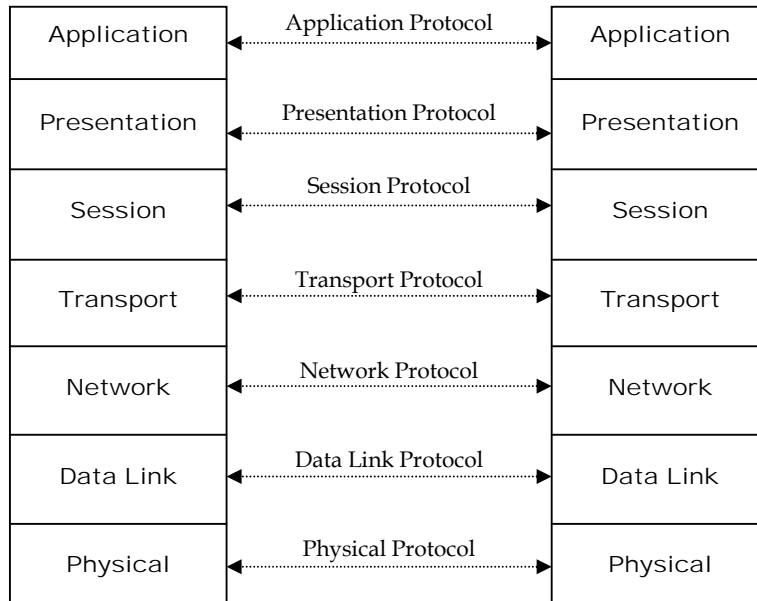 Application
Application Protocol
Application
Presentation
Presentation Protocol
Presentation
Session
Session Protocol
Session
Transport
Transport Protocol
Transport
Network
Network Protocol
Network
Data Link
Data Link Protocol
Data Link
Physical
Physical Protocol
Physical